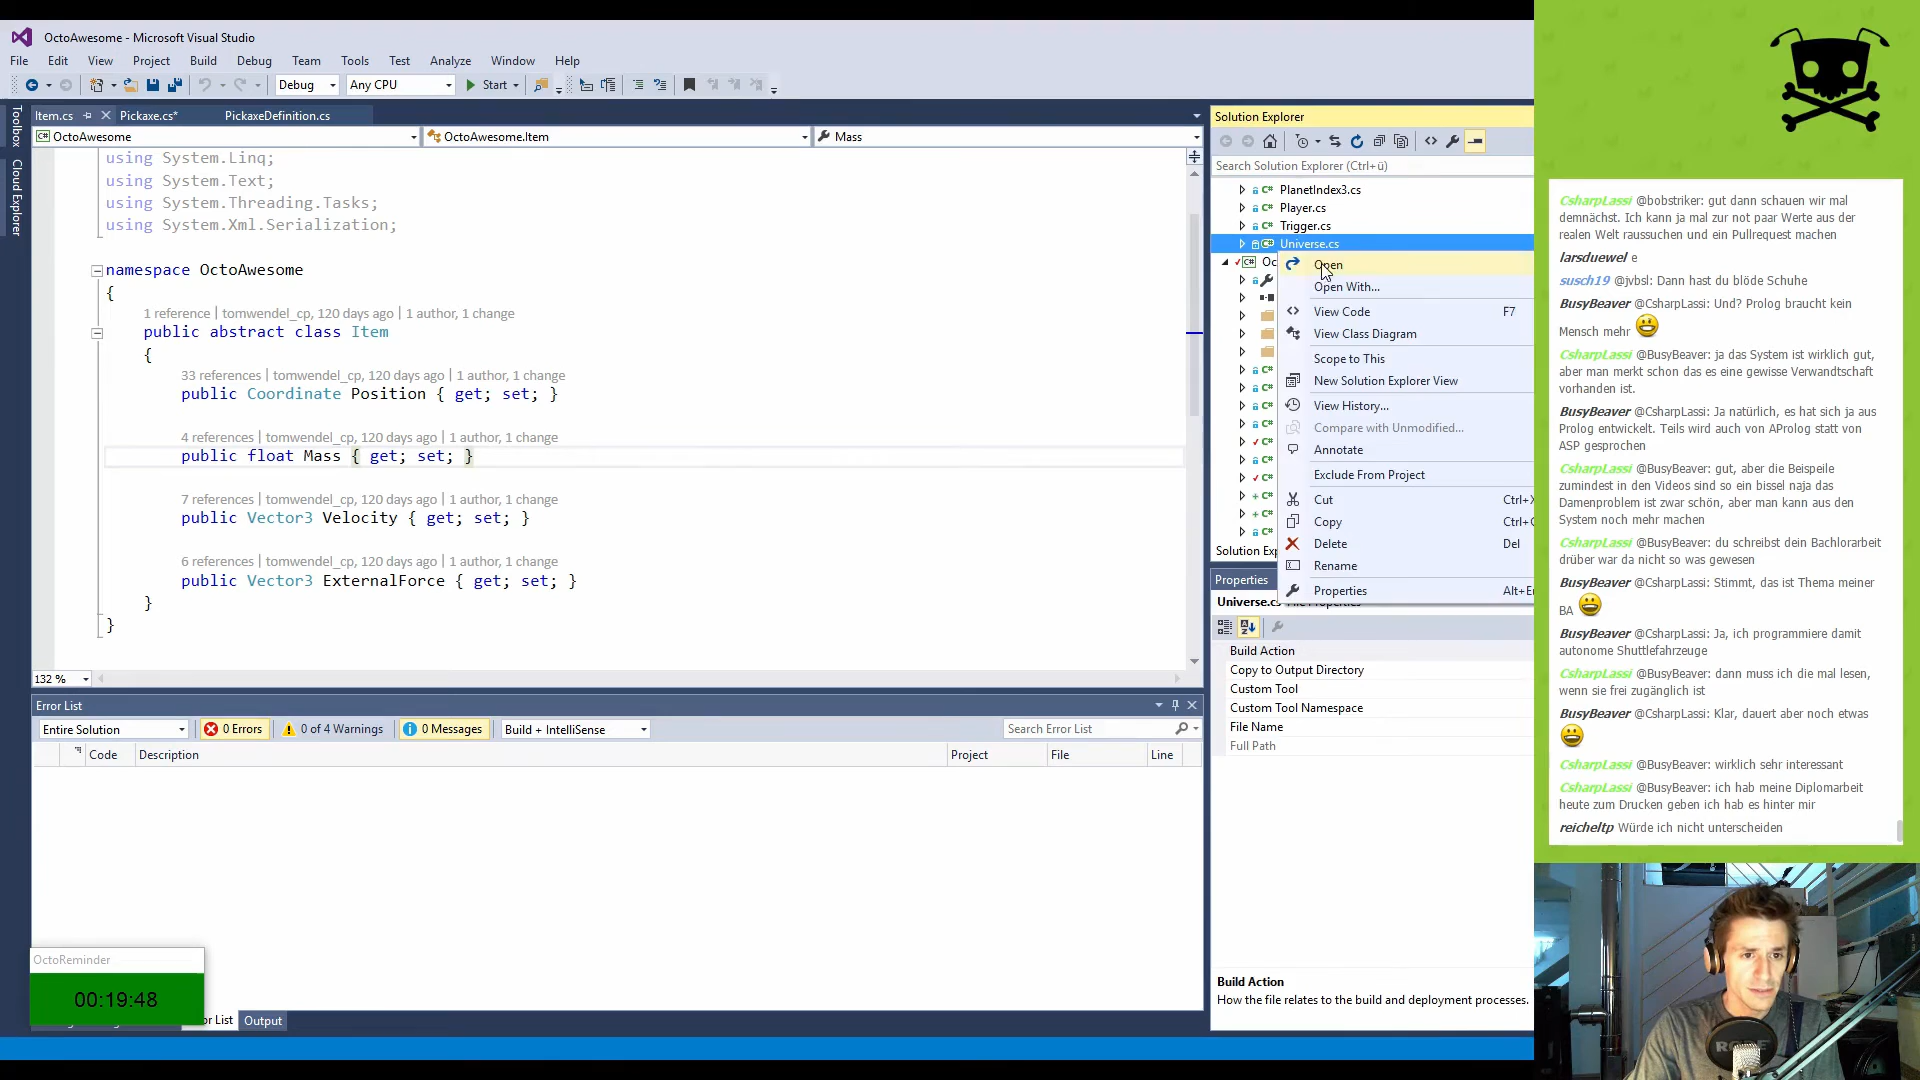 OctoAwesome - Microsoft Visual Studio
File Edit View Project Build Debug Team Tools Test Analyze Window Help
Debug Any CPU Start
Item.cs Pickaxe.cs* PickaxeDefinition.cs
OctoAwesome OctoAwesome.Item Mass
Toolbox
Cloud Explorer
using System.Linq;
using System.Text;
using System.Threading.Tasks;
using System.Xml.Serialization;
namespace OctoAwesome
{
1 reference | tomwendel_cp, 120 days ago | 1 author, 1 change
public abstract class Item
{
33 references | tomwendel_cp, 120 days ago | 1 author, 1 change
public Coordinate Position { get; set; }
4 references | tomwendel_cp, 120 days ago | 1 author, 1 change
public float Mass { get; set; }
7 references | tomwendel_cp, 120 days ago | 1 author, 1 change
public Vector3 Velocity { get; set; }
6 references | tomwendel_cp, 120 days ago | 1 author, 1 change
public Vector3 ExternalForce { get; set; }
}
}
132 %
Error List
Entire Solution 0 Errors 0 of 4 Warnings 0 Messages Build + IntelliSense Search Error List
Code Description Project File Line
OctoReminder
00:19:48
Output
Solution Explorer
Search Solution Explorer (Ctrl+ü)
PlanetIndex3.cs
Player.cs
Trigger.cs
Universe.cs
Open
Open With...
View Code F7
View Class Diagram
Scope to This
New Solution Explorer View
View History...
Compare with Unmodified...
Annotate
Exclude From Project
Cut
Copy
Delete Del
Rename
Properties
Properties
Universe.cs File Properties
Build Action
Copy to Output Directory
Custom Tool
Custom Tool Namespace
File Name
Full Path
Build Action
How the file relates to the build and deployment processes.
CsharpLassi @bobstriker: gut dann schauen wir mal
demnächst. Ich kann ja mal zur not paar Werte aus der
realen Welt raussuchen und ein Pullrequest machen
larsduewel e
susch19 @jvbsl: Dann hast du blöde Schuhe
BusyBeaver @CsharpLassi: Und? Prolog braucht kein
Mensch mehr
CsharpLassi @BusyBeaver: ja das System ist wirklich gut,
aber man merkt schon das es eine gewisse Verwandtschaft
vorhanden ist.
BusyBeaver @CsharpLassi: Ja natürlich, es hat sich ja aus
Prolog entwickelt. Teils wird auch von AProlog statt von
ASP gesprochen
CsharpLassi @BusyBeaver: gut, aber die Beispeile
zumindest in den Videos sind so ein bissel naja das
Damenproblem ist zwar schön, aber man kann aus den
System noch mehr machen
CsharpLassi @BusyBeaver: du schreibst dein Bachlorarbeit
drüber war da nicht so was gewesen
BusyBeaver @CsharpLassi: Stimmt, das ist Thema meiner
BA
BusyBeaver @CsharpLassi: Ja, ich programmiere damit
autonome Shuttlefahrzeuge
CsharpLassi @BusyBeaver: dann muss ich die mal lesen,
wenn sie frei zugänglich ist
BusyBeaver @CsharpLassi: Klar, dauert aber noch etwas
CsharpLassi @BusyBeaver: wirklich sehr interessant
CsharpLassi @BusyBeaver: ich hab meine Diplomarbeit
heute zum Drucken geben ich hab es hinter mir
reicheltp Würde ich nicht unterscheiden